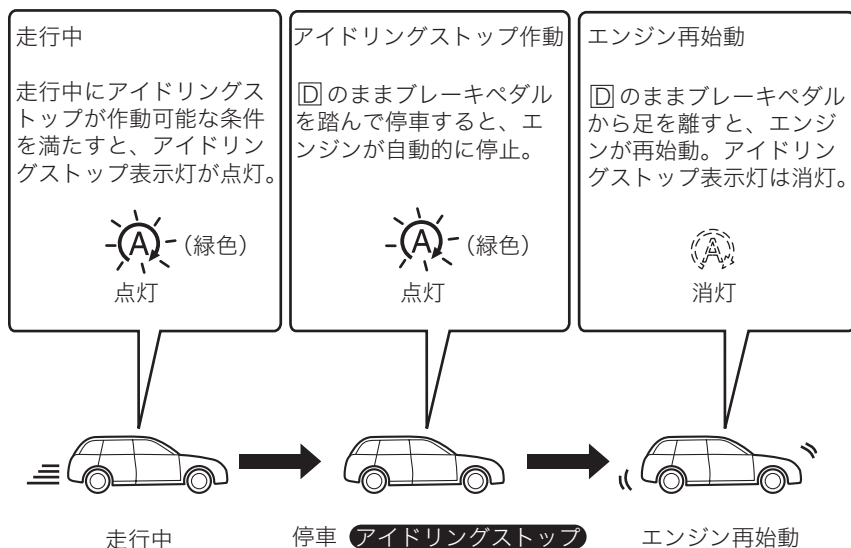 走行中
走行中にアイドリングス
トップが作動可能な条件
を満たすと、アイドリン
グストップ表示灯が点灯。
A (緑色)
点灯
アイドリングストップ作動
Dのままブレーキペダル
を踏んで停車すると、エ
ンジンが自動的に停止。
A (緑色)
点灯
エンジン再始動
Dのままブレーキペダル
から足を離すと、エンジ
ンが再始動。アイドリン
グストップ表示灯は消灯。
A
消灯
走行中
停車 アイドリングストップ
エンジン再始動